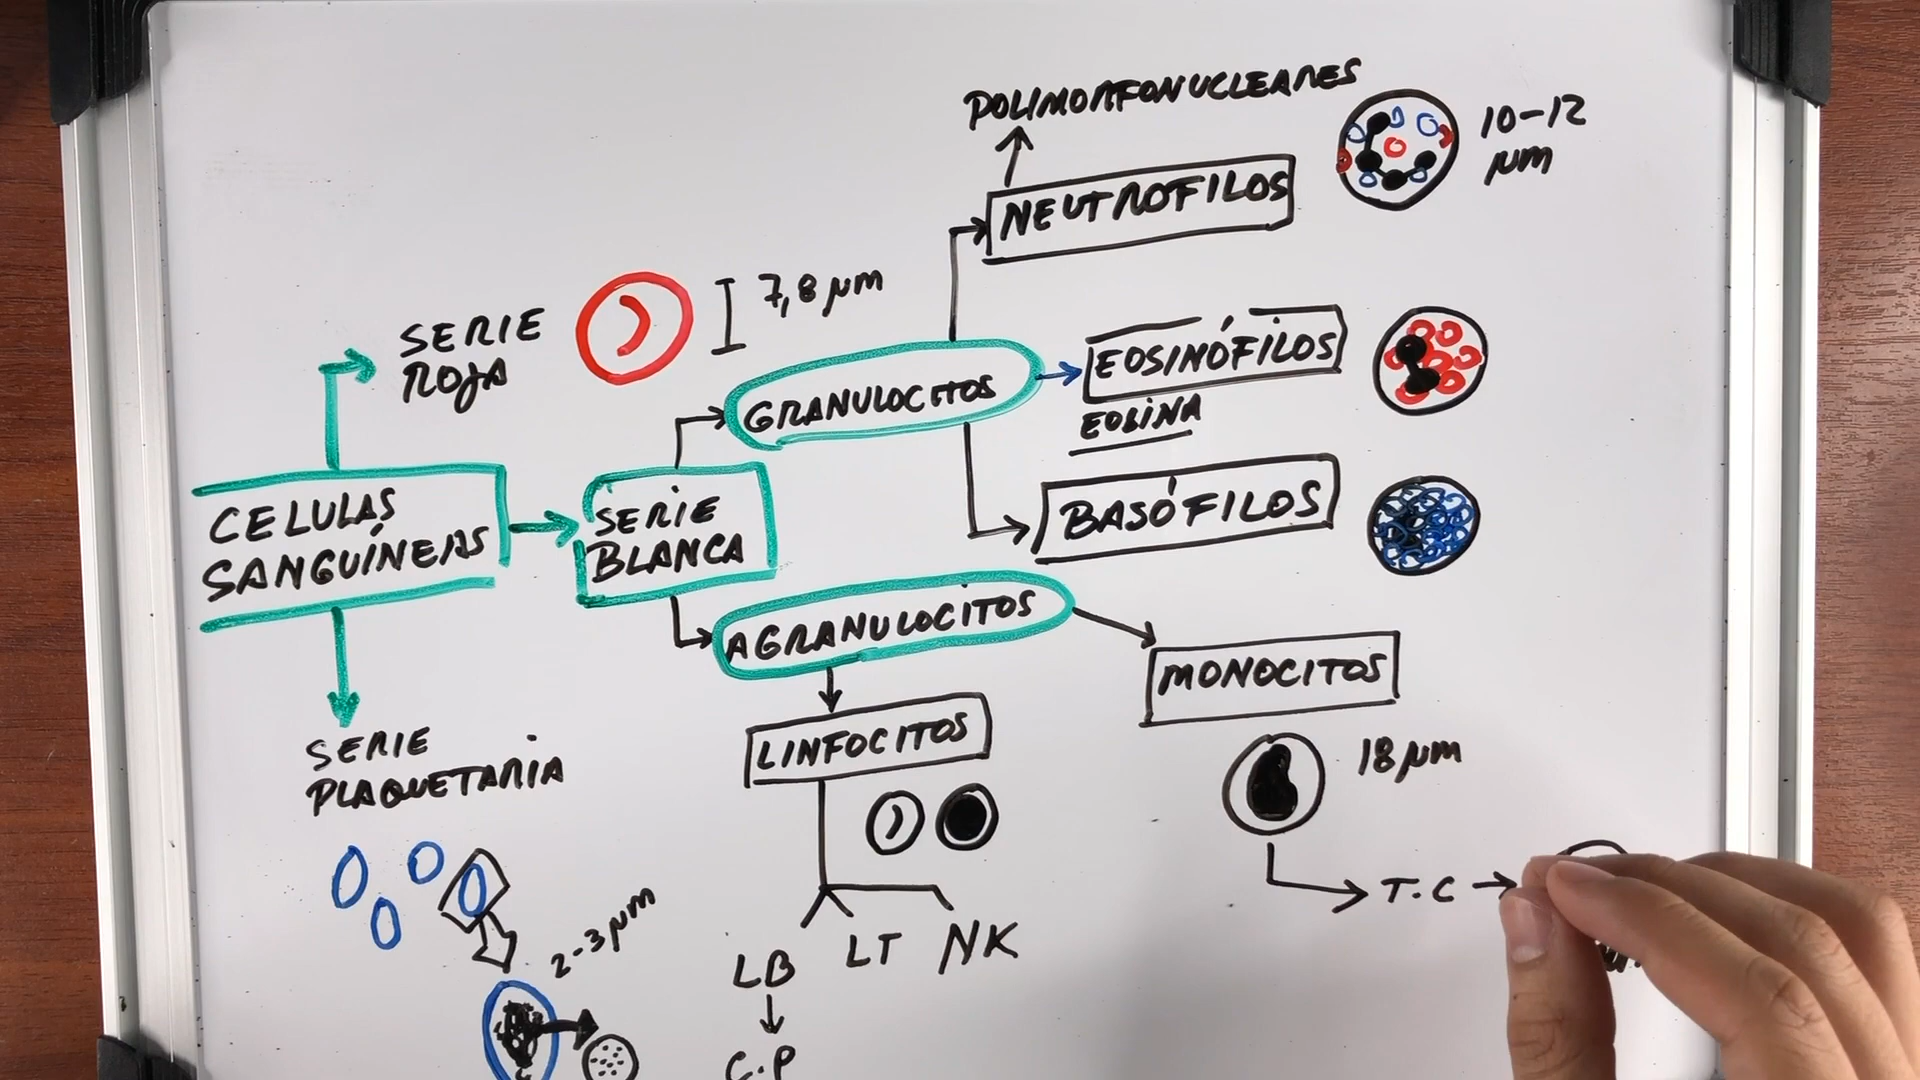 POLIMORFONUCLEARES
10-12
µm
NEUTROFILOS
SERIE
ROJA
7,8 µm
GRANULOCITOS
EOSINÓFILOS
EOSINA
CELULAS
SANGUÍNEAS
SERIE
BLANCA
BASÓFILOS
AGRANULOCITOS
MONOCITOS
18 µm
SERIE
PLAQUETARIA
LINFOCITOS
T.C
2-3 µm
LB LT NK
C.P